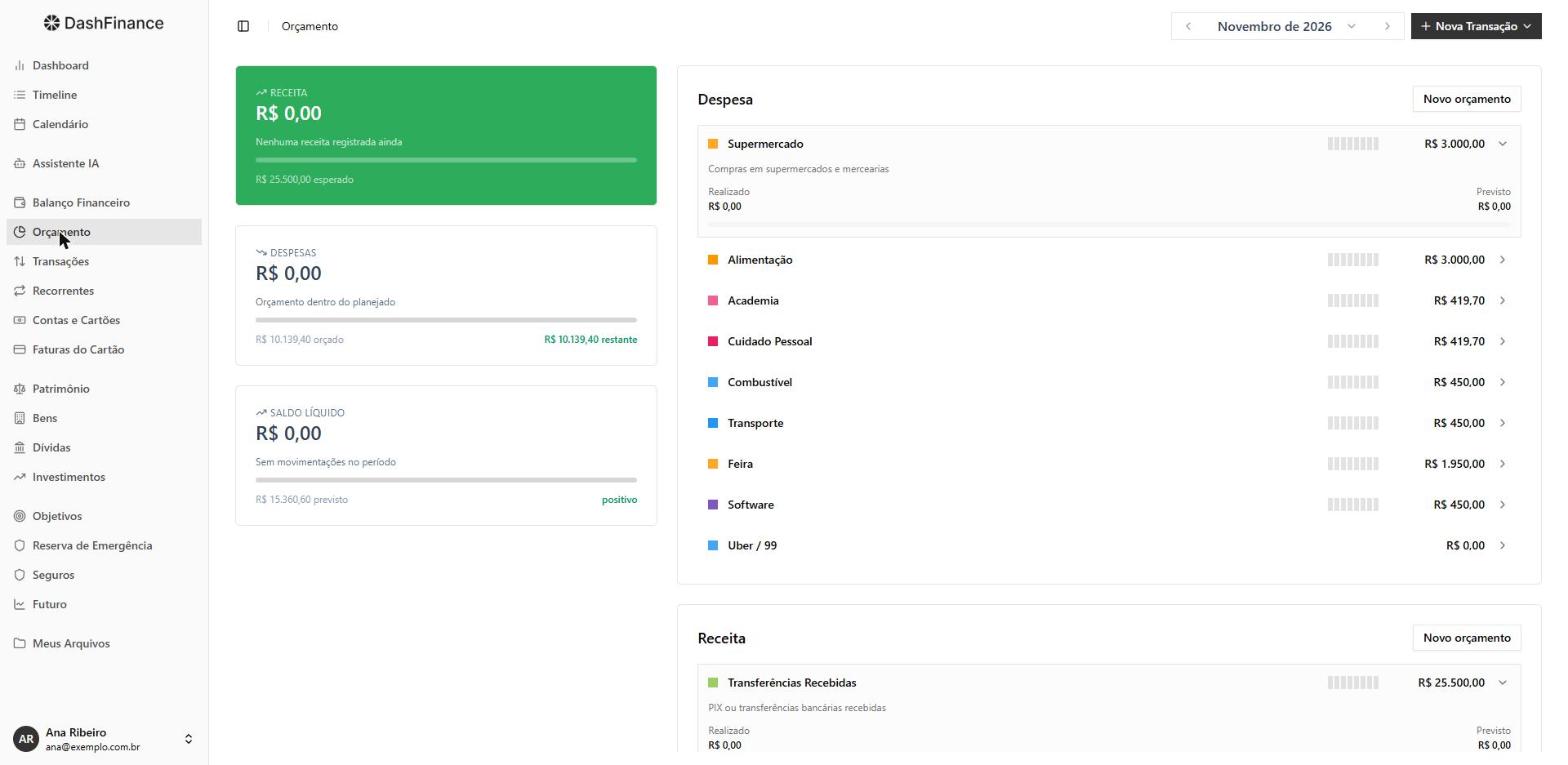 DashFinance
Dashboard
Timeline
Calendário
Assistente IA
Balanço Financeiro
Orçamento
Transações
Recorrentes
Contas e Cartões
Faturas do Cartão
Patrimônio
Bens
Dívidas
Investimentos
Objetivos
Reserva de Emergência
Seguros
Futuro
Meus Arquivos
AR
Ana Ribeiro
ana@exemplo.com.br
Orçamento
Novembro de 2026
+ Nova Transação
RECEITA
R$ 0,00
Nenhuma receita registrada ainda
R$ 25.500,00 esperado
DESPESAS
R$ 0,00
Orçamento dentro do planejado
R$ 10.139,40 orçado R$ 10.139,40 restante
SALDO LÍQUIDO
R$ 0,00
Sem movimentações no período
R$ 15.360,60 previsto positivo
Despesa Novo orçamento
Supermercado R$ 3.000,00
Compras em supermercados e mercearias
Realizado Previsto
R$ 0,00 R$ 0,00
Alimentação R$ 3.000,00
Academia R$ 419,70
Cuidado Pessoal R$ 419,70
Combustível R$ 450,00
Transporte R$ 450,00
Feira R$ 1.950,00
Software R$ 450,00
Uber / 99 R$ 0,00
Receita Novo orçamento
Transferências Recebidas R$ 25.500,00
PIX ou transferências bancárias recebidas
Realizado Previsto
R$ 0,00 R$ 0,00